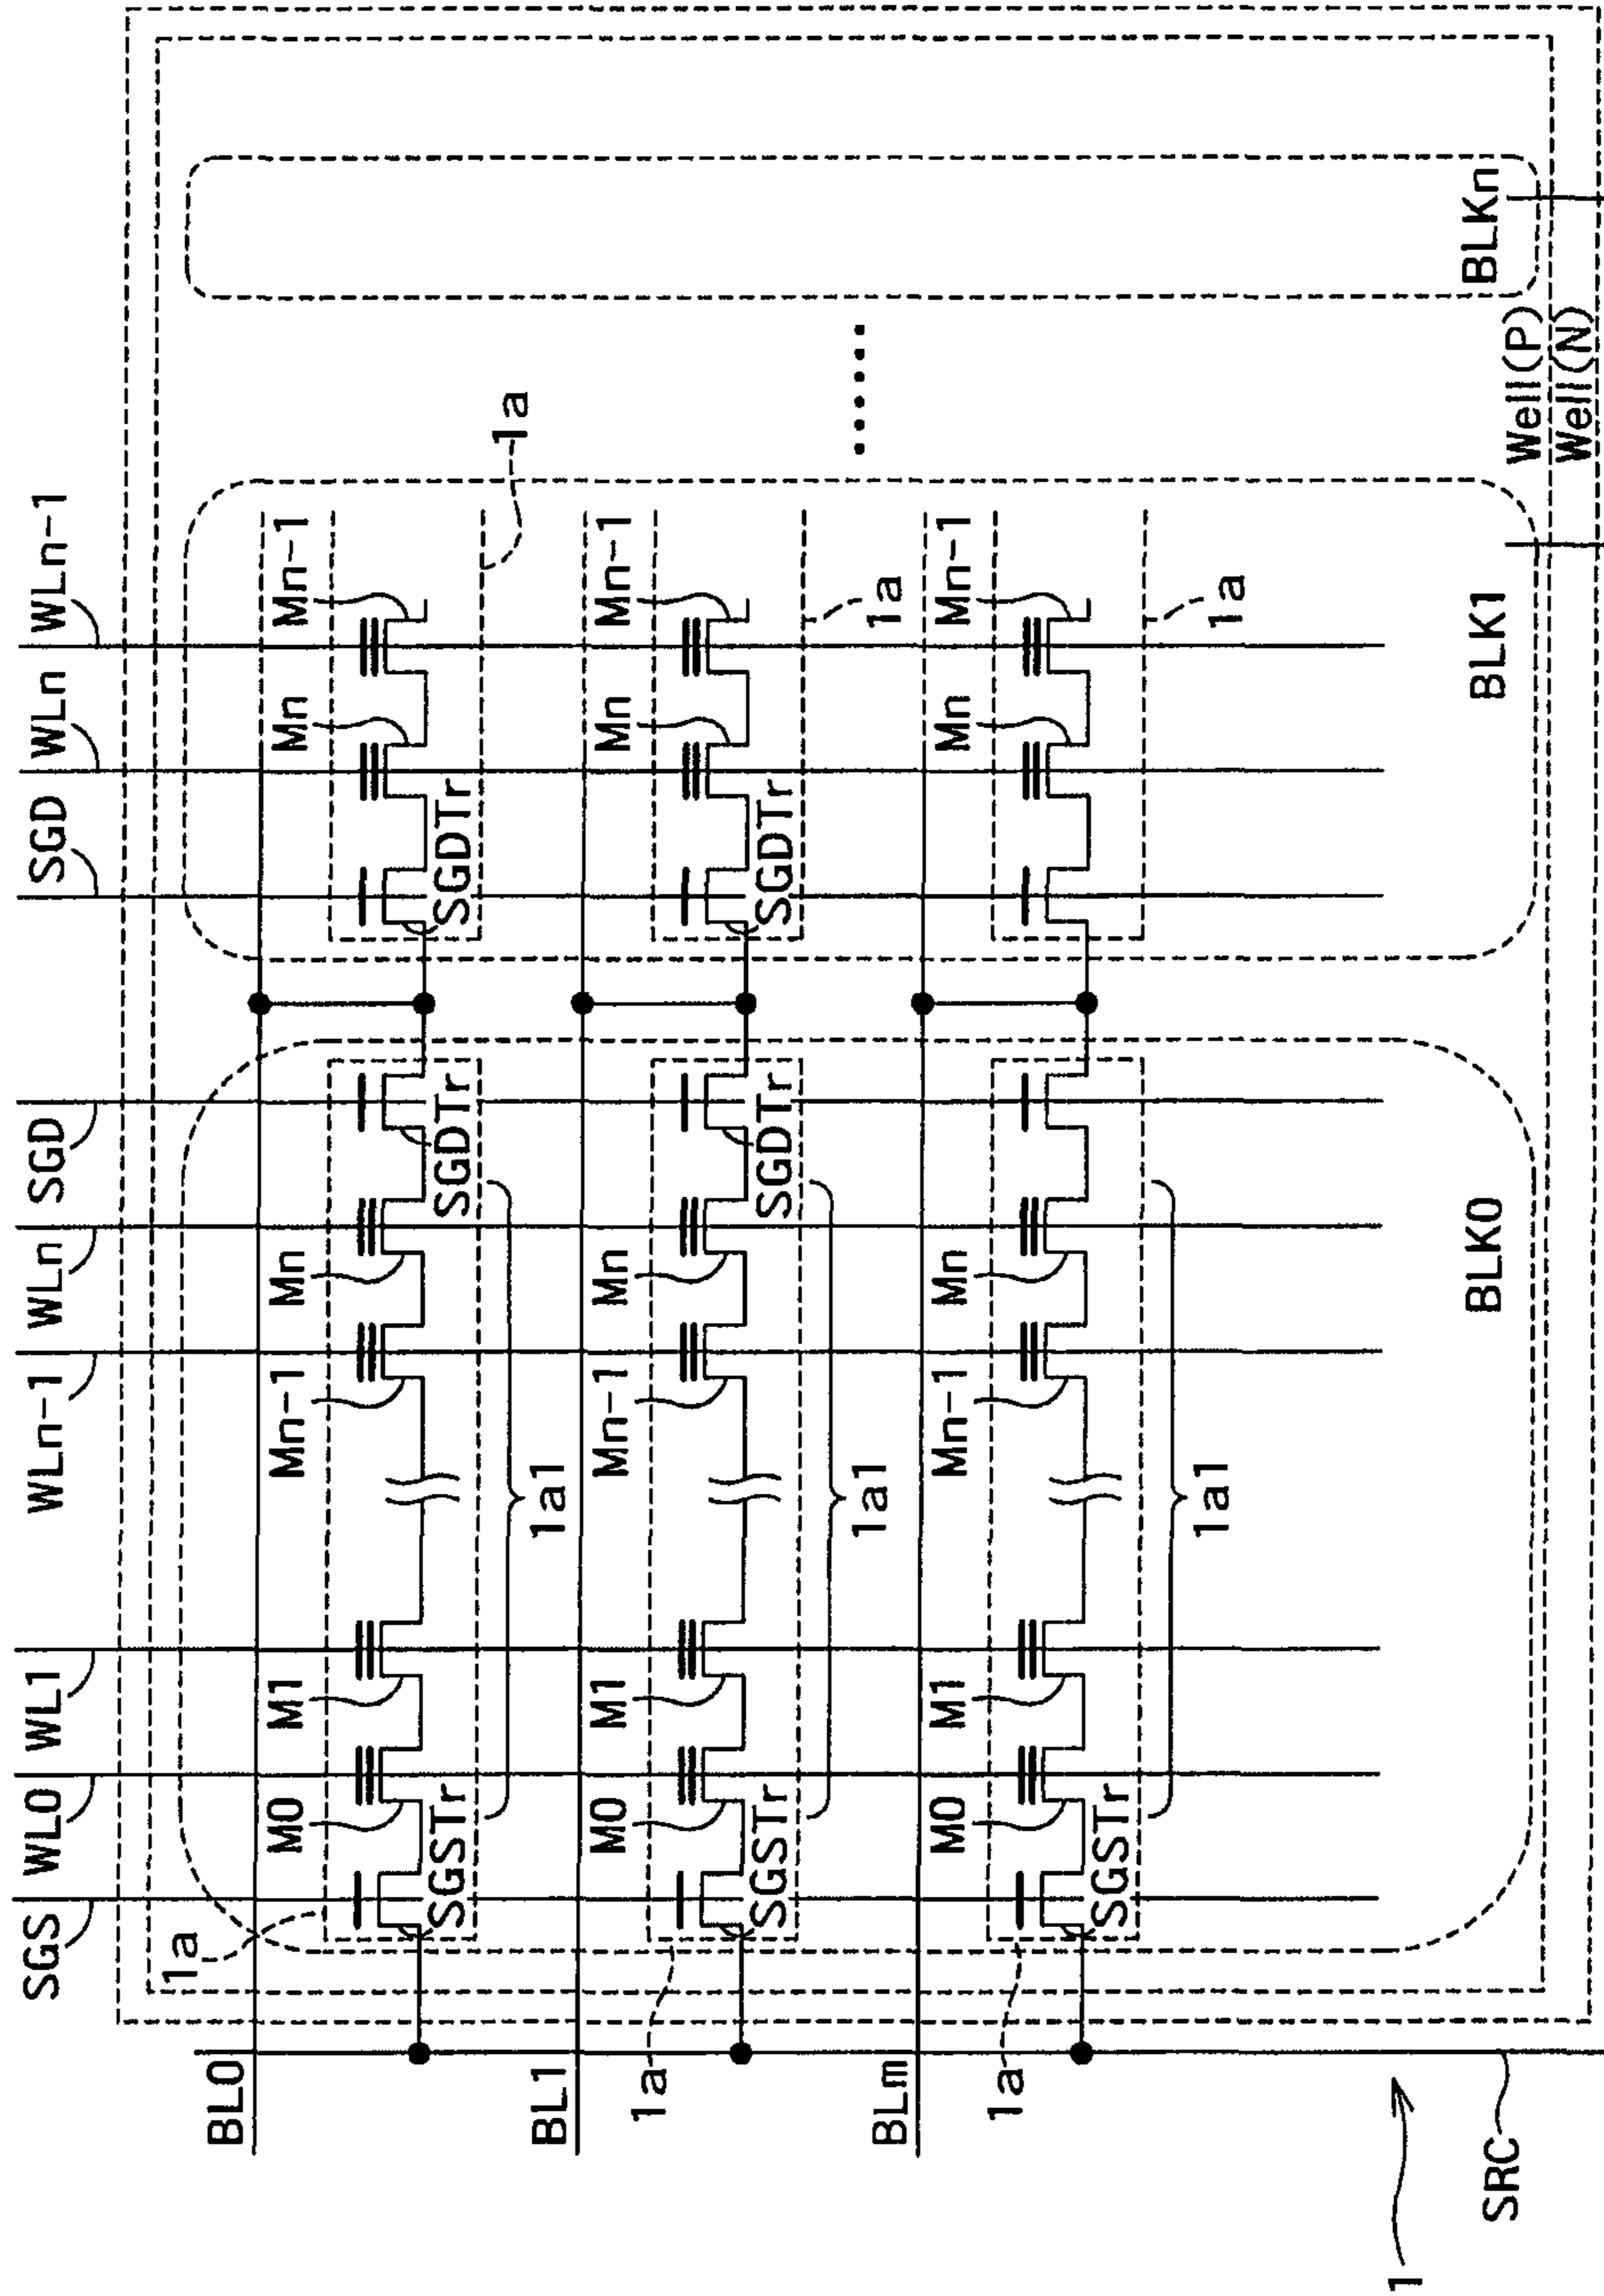 SGS WL0 WL1 WLn-1 WLn SGD SGD WLn WLn-1
1a
BL0
M0 M1 Mn-1 Mn Mn Mn-1
SGSTr SGDTr SGDTr
1a
1a1
BL1
M0 M1 Mn-1 Mn Mn Mn-1
1a
SGSTr SGDTr SGDTr
1a1
1a
BLm
M0 M1 Mn-1 Mn Mn Mn-1
1a
SGSTr
1a1
1a
1
BLK0 BLK1 BLKn
SRC
Well(P)
Well(N)